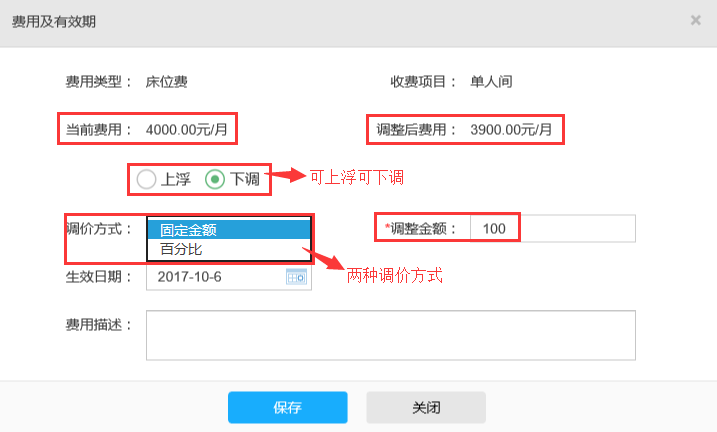 费用及有效期
费用类型： 床位费 收费项目： 单人间
当前费用： 4000.00元/月 调整后费用： 3900.00元/月
上浮 下调 可上浮可下调
调价方式： 固定金额 *调整金额： 100
百分比
两种调价方式
生效日期： 2017-10-6
费用描述：
保存 关闭